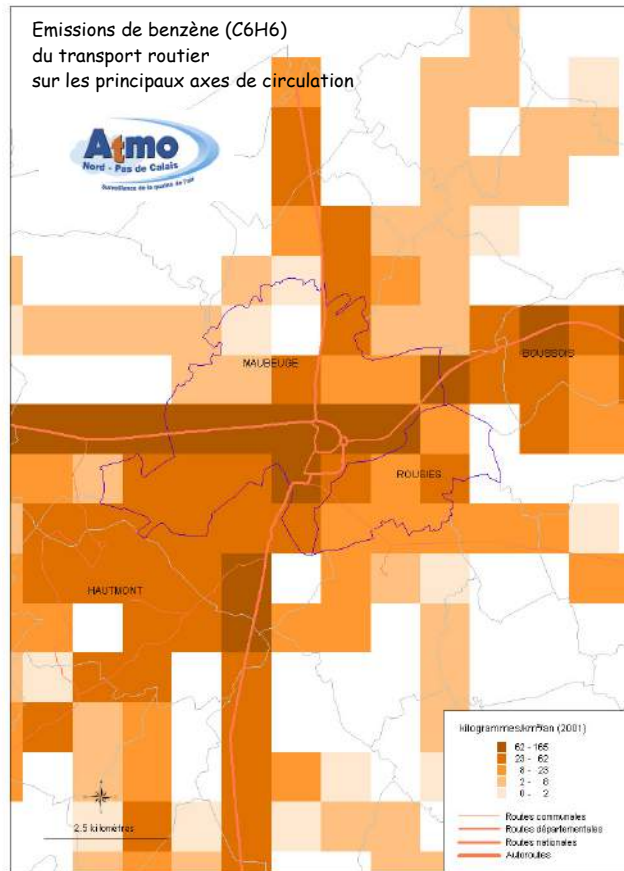 Emissions de benzène (C6H6)
du transport routier
sur les principaux axes de circulation
Atmo
Nord - Pas de Calais
Surveillance de la qualité de l'air
MAUBEUGE
BOUSSOIS
ROUSIES
HAUTMONT
2,5 kilomètres
kilogrammes/km²/an (2001)
62 - 165
23 - 62
8 - 23
2 - 8
0 - 2
Routes communales
Routes départementales
Routes nationales
Autoroutes